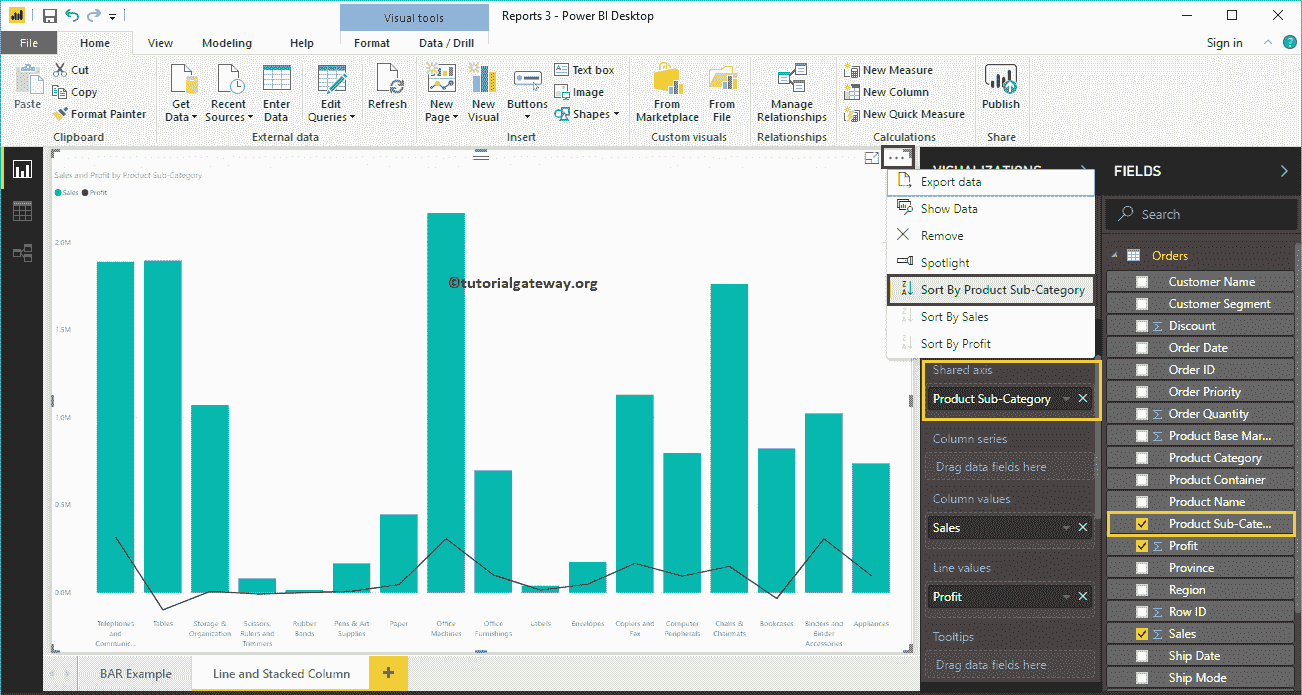 Visual tools
Reports 3 - Power BI Desktop
File
Home
View
Modeling
Help
Format
Data / Drill
Sign in
?
Paste
Cut
Copy
Format Painter
Clipboard
Get
Data
Recent
Sources
Enter
Data
Edit
Queries
External data
Refresh
New
Page
New
Visual
Buttons
Text box
Image
Shapes
Insert
From
Marketplace
From
File
Custom visuals
Manage
Relationships
Relationships
New Measure
New Column
New Quick Measure
Calculations
Publish
Share
Sales and Profit by Product Sub-Category
Sales
Profit
2.0M
1.5M
1.0M
0.5M
0.0M
©tutorialgateway.org
Telephones
and
Communic...
Tables
Storage &
Organization
Scissors,
Rulers and
Trimmers
Rubber
Bands
Pens & Art
Supplies
Paper
Office
Machines
Office
Furnishings
Labels
Envelopes
Copiers and
Fax
Computer
Peripherals
Chairs &
Chairmats
Bookcases
Binders and
Binder
Accessories
Appliances
BAR Example
Line and Stacked Column
VISUALIZATIONS
Export data
Show Data
Remove
Spotlight
Sort By Product Sub-Category
Sort By Sales
Sort By Profit
Shared axis
Product Sub-Category
Column series
Drag data fields here
Column values
Sales
Line values
Profit
Tooltips
Drag data fields here
FIELDS
Search
Orders
Customer Name
Customer Segment
Discount
Order Date
Order ID
Order Priority
Order Quantity
Product Base Mar...
Product Category
Product Container
Product Name
Product Sub-Cate...
Profit
Province
Region
Row ID
Sales
Ship Date
Ship Mode